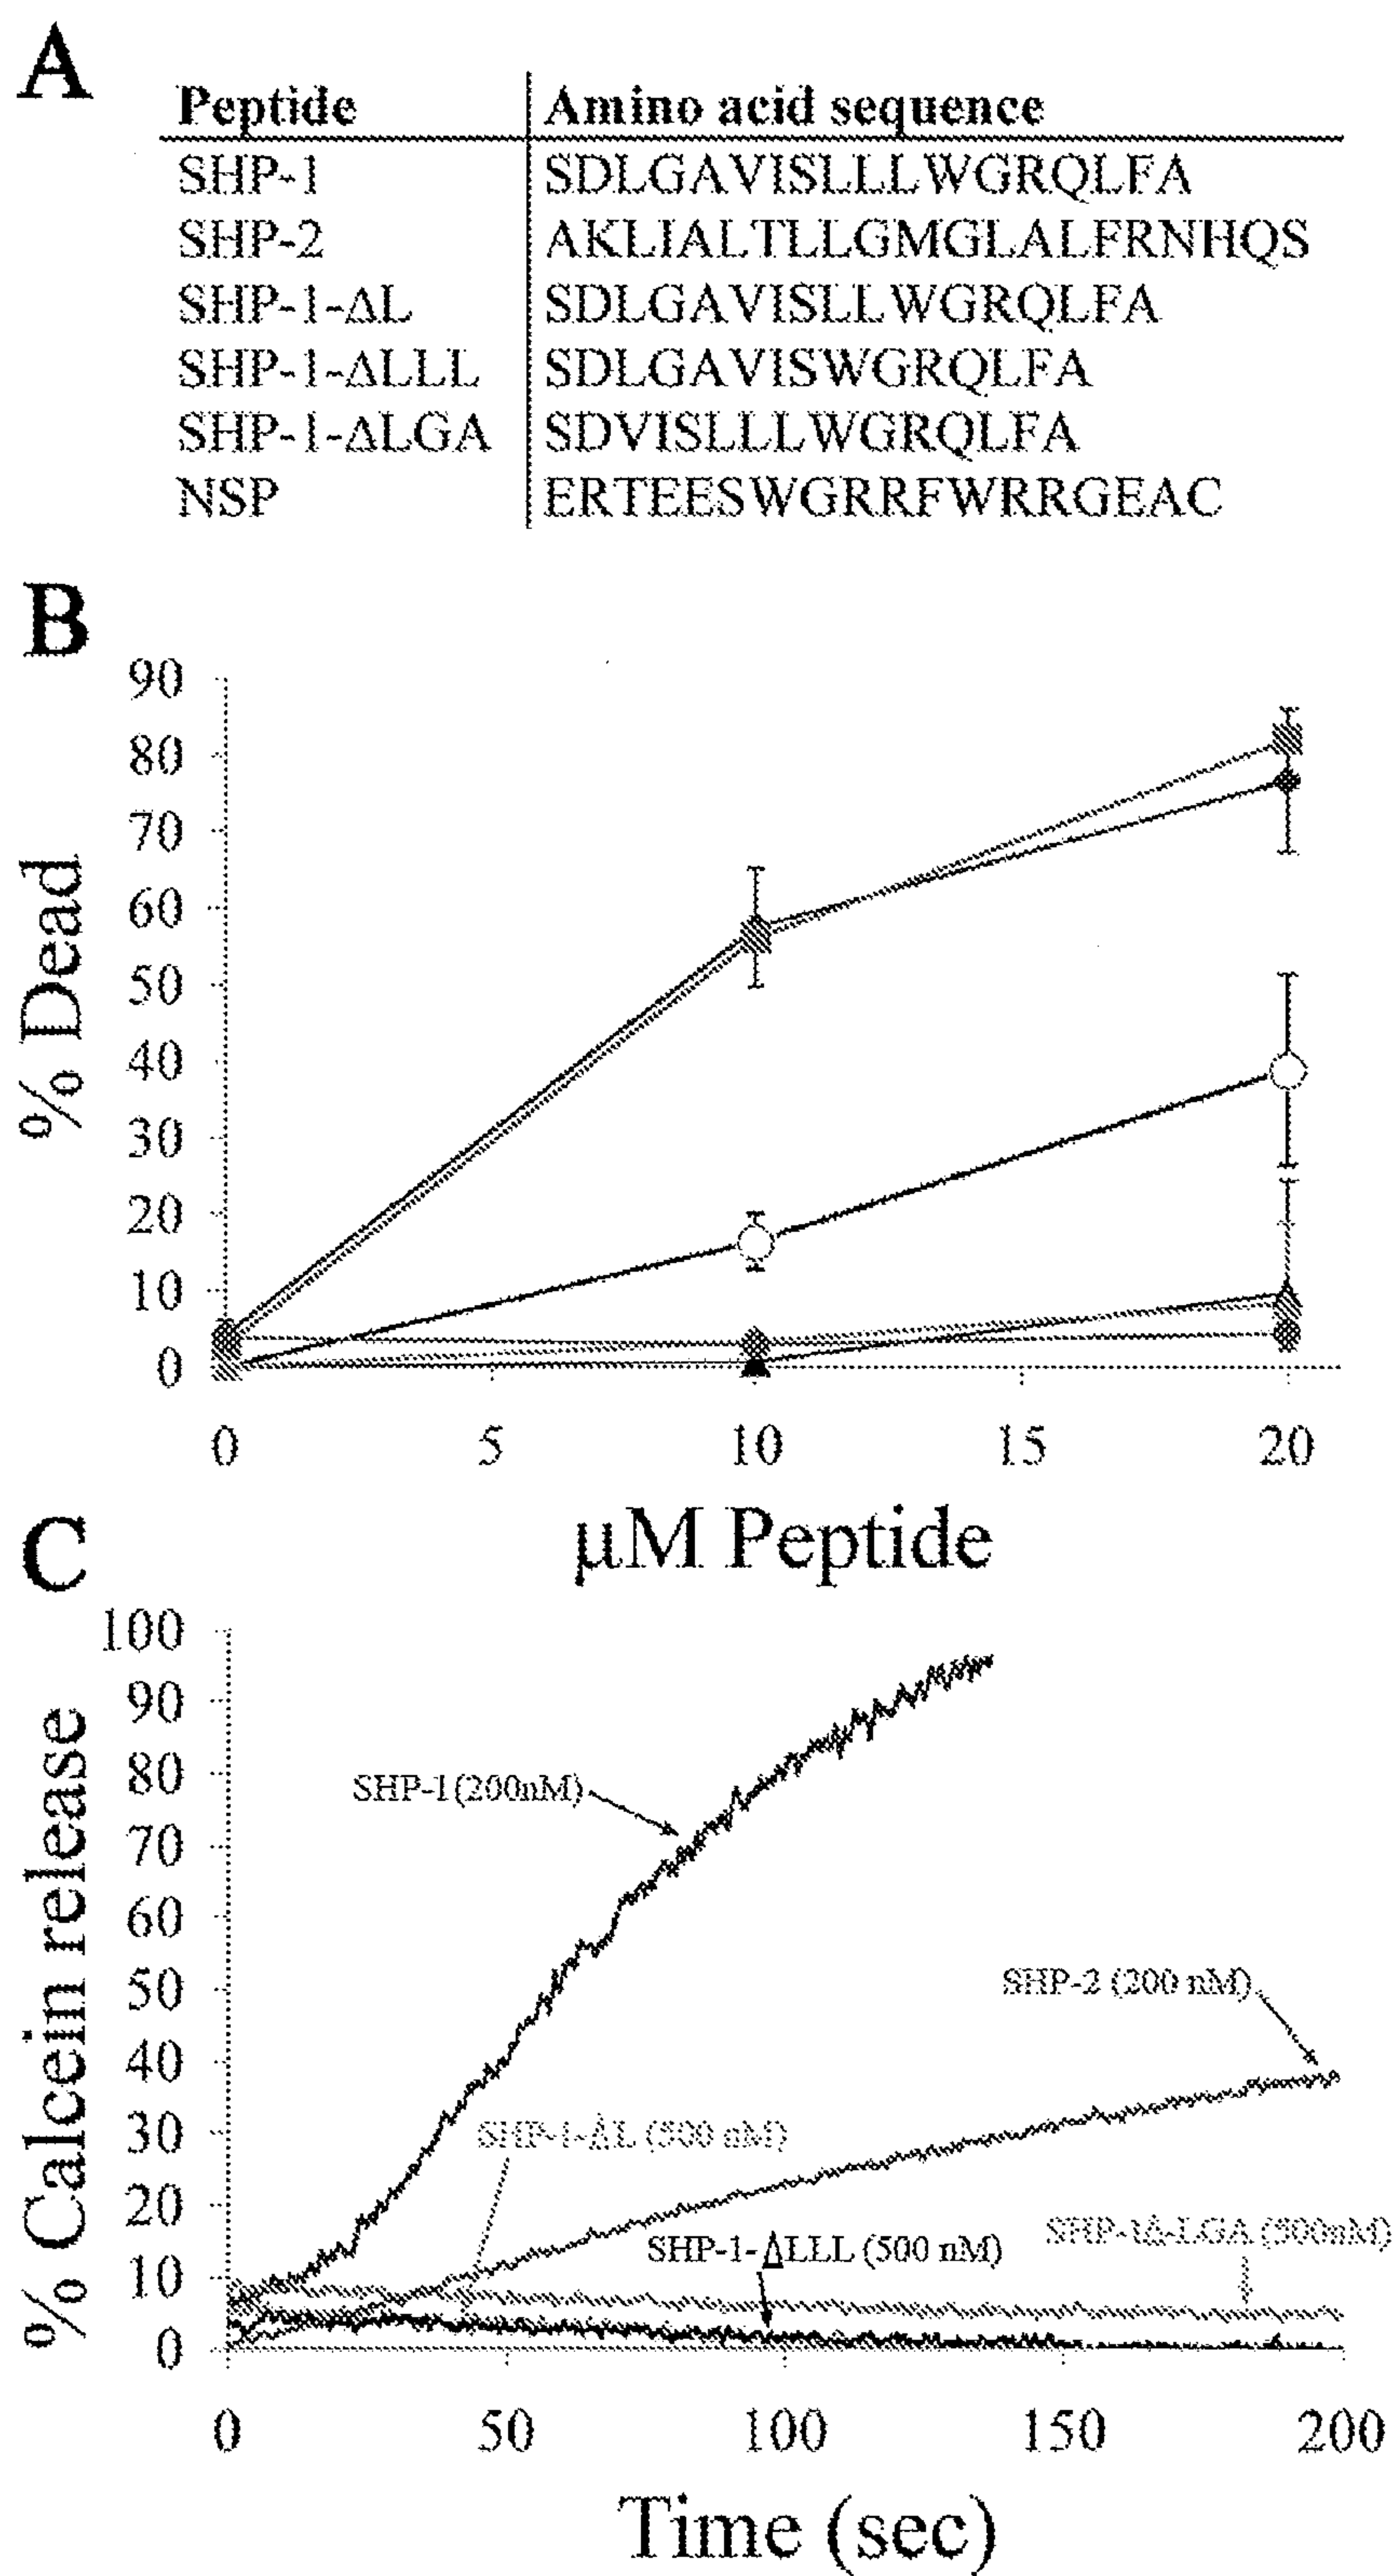 A
Peptide Amino acid sequence
SHP-1 SDLGAVISLLLWGRQLFA
SHP-2 AKLIALTLLGMGLALFRNHQS
SHP-1-ΔL SDLGAVISLLWGRQLFA
SHP-1-ΔLLL SDLGAVISWGRQLFA
SHP-1-ΔLGA SDVISLLLWGRQLFA
NSP ERTEESWGRRFWRRGEAC
B
90
80
70
60
50
40
30
20
10
0
% Dead
0 5 10 15 20
μM Peptide
C
100
90
80
70
60
50
40
30
20
10
0
% Calcein release
SHP-1(200nM)
SHP-2 (200 nM)
SHP-1-ΔL (500 nM)
SHP-1-ΔLLL (500 nM)
SHP-1Δ-LGA (500nM)
0 50 100 150 200
Time (sec)